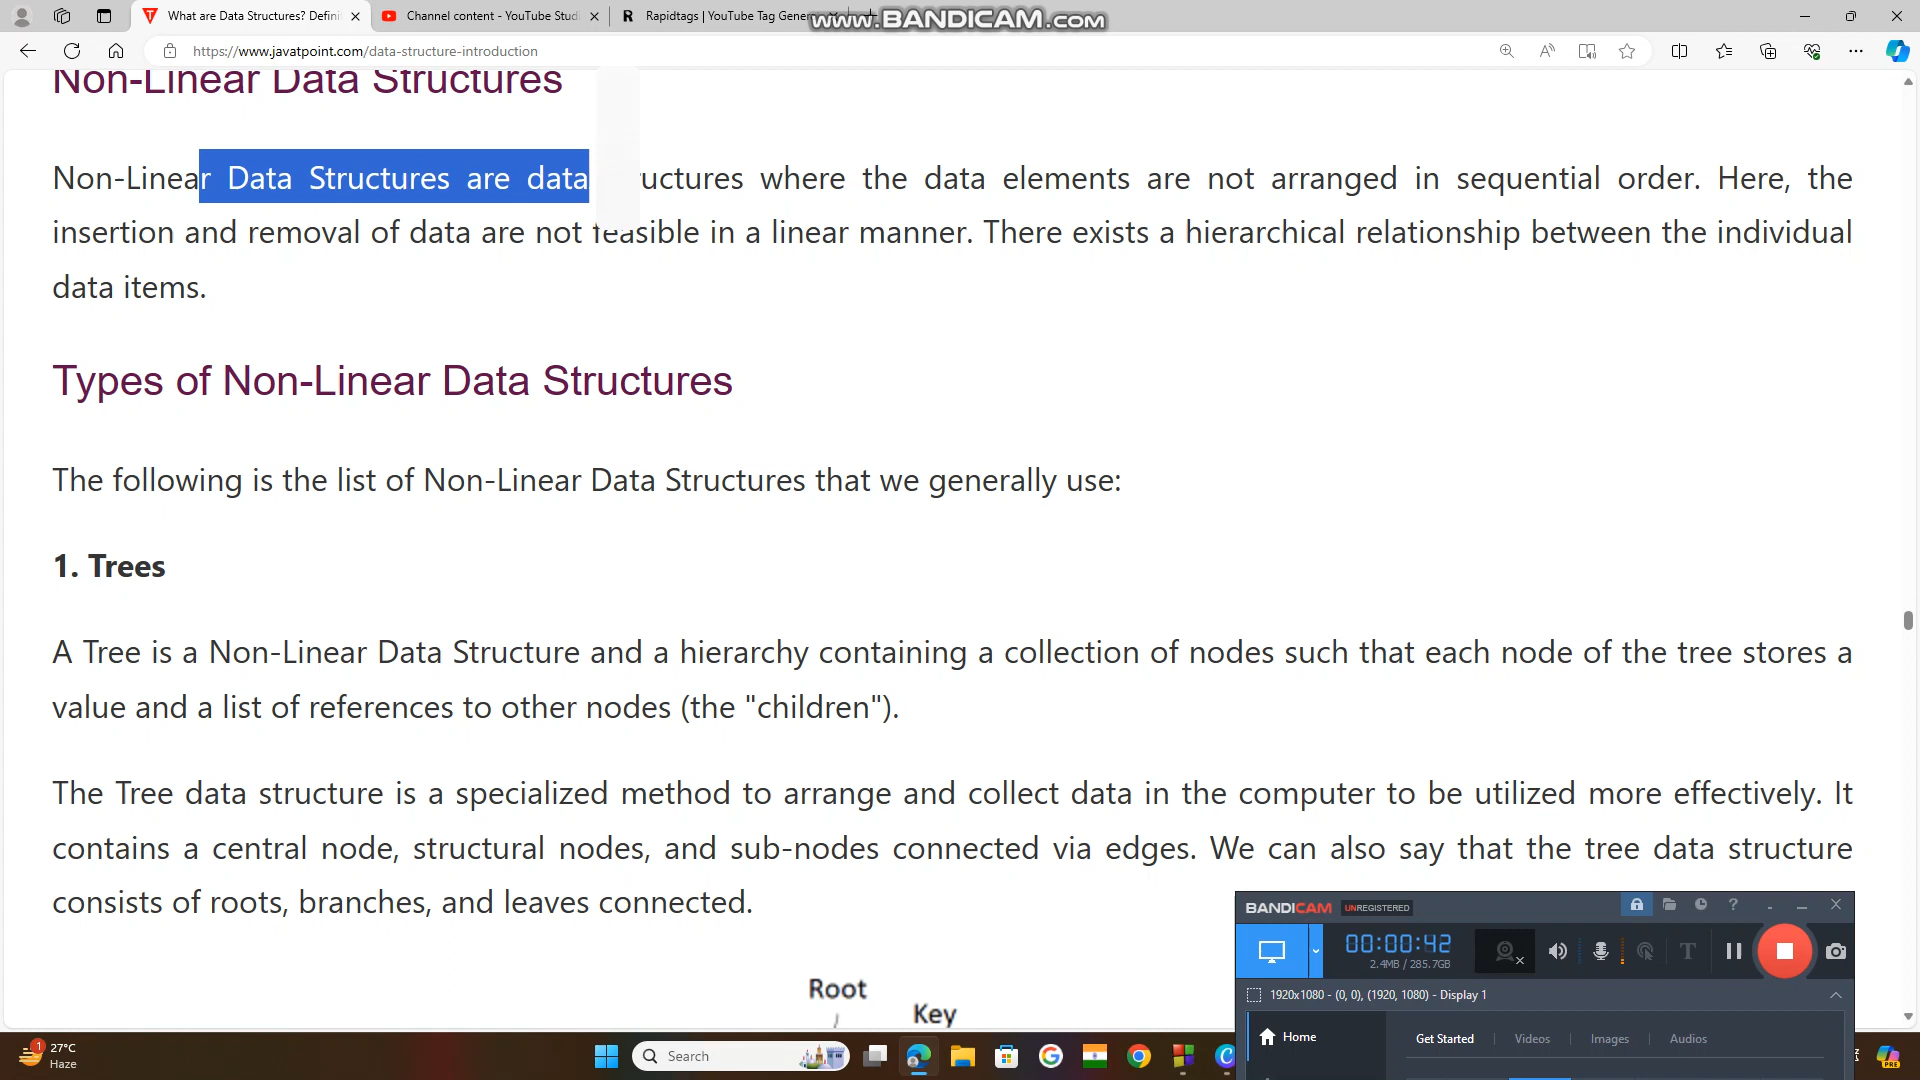 What are Data Structures? Defini
Channel content - YouTube Studi
Rapidtags | YouTube Tag Gener
www.BANDICAM.com
https://www.javatpoint.com/data-structure-introduction
Non-Linear Data Structures
Non-Linear Data Structures are data uctures where the data elements are not arranged in sequential order. Here, the
insertion and removal of data are not feasible in a linear manner. There exists a hierarchical relationship between the individual
data items.
Types of Non-Linear Data Structures
The following is the list of Non-Linear Data Structures that we generally use:
1. Trees
A Tree is a Non-Linear Data Structure and a hierarchy containing a collection of nodes such that each node of the tree stores a
value and a list of references to other nodes (the "children").
The Tree data structure is a specialized method to arrange and collect data in the computer to be utilized more effectively. It
contains a central node, structural nodes, and sub-nodes connected via edges. We can also say that the tree data structure
consists of roots, branches, and leaves connected.
Root
Key
BANDICAM UNREGISTERED
00:00:42
2.4MB / 285.7GB
1920x1080 - (0, 0), (1920, 1080) - Display 1
Home
Get Started
Videos
Images
Audios
1
27°C
Haze
Search
PRE